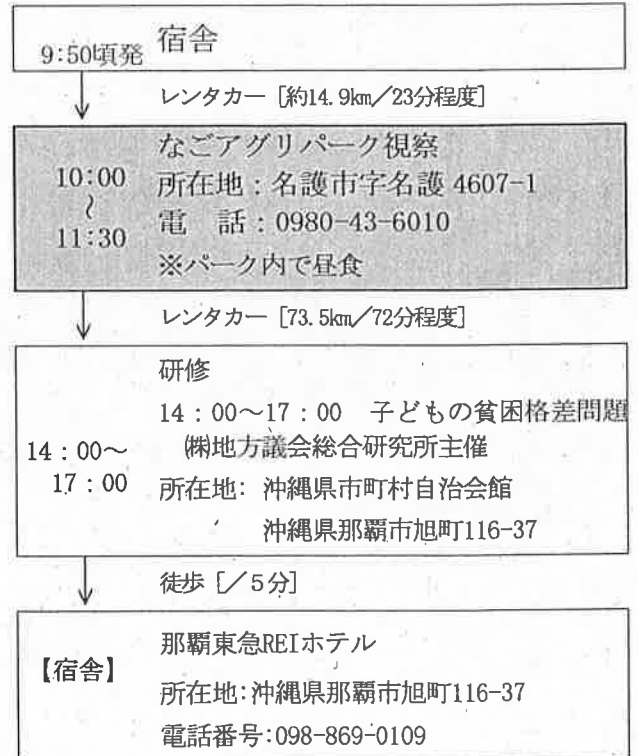 9:50頃発 宿舎
レンタカー [約14.9km／23分程度]
なごアグリパーク視察
10:00
〜
11:30
所在地：名護市字名護 4607-1
電　話：0980-43-6010
※パーク内で昼食
レンタカー [73.5km／72分程度]
研修
14：00〜17：00　子どもの貧困格差問題
㈱地方議会総合研究所主催
14：00〜
17：00
所在地: 沖縄県市町村自治会館
沖縄県那覇市旭町116-37
徒歩 [／5分]
【宿舎】
那覇東急REIホテル
所在地:沖縄県那覇市旭町116-37
電話番号:098-869-0109